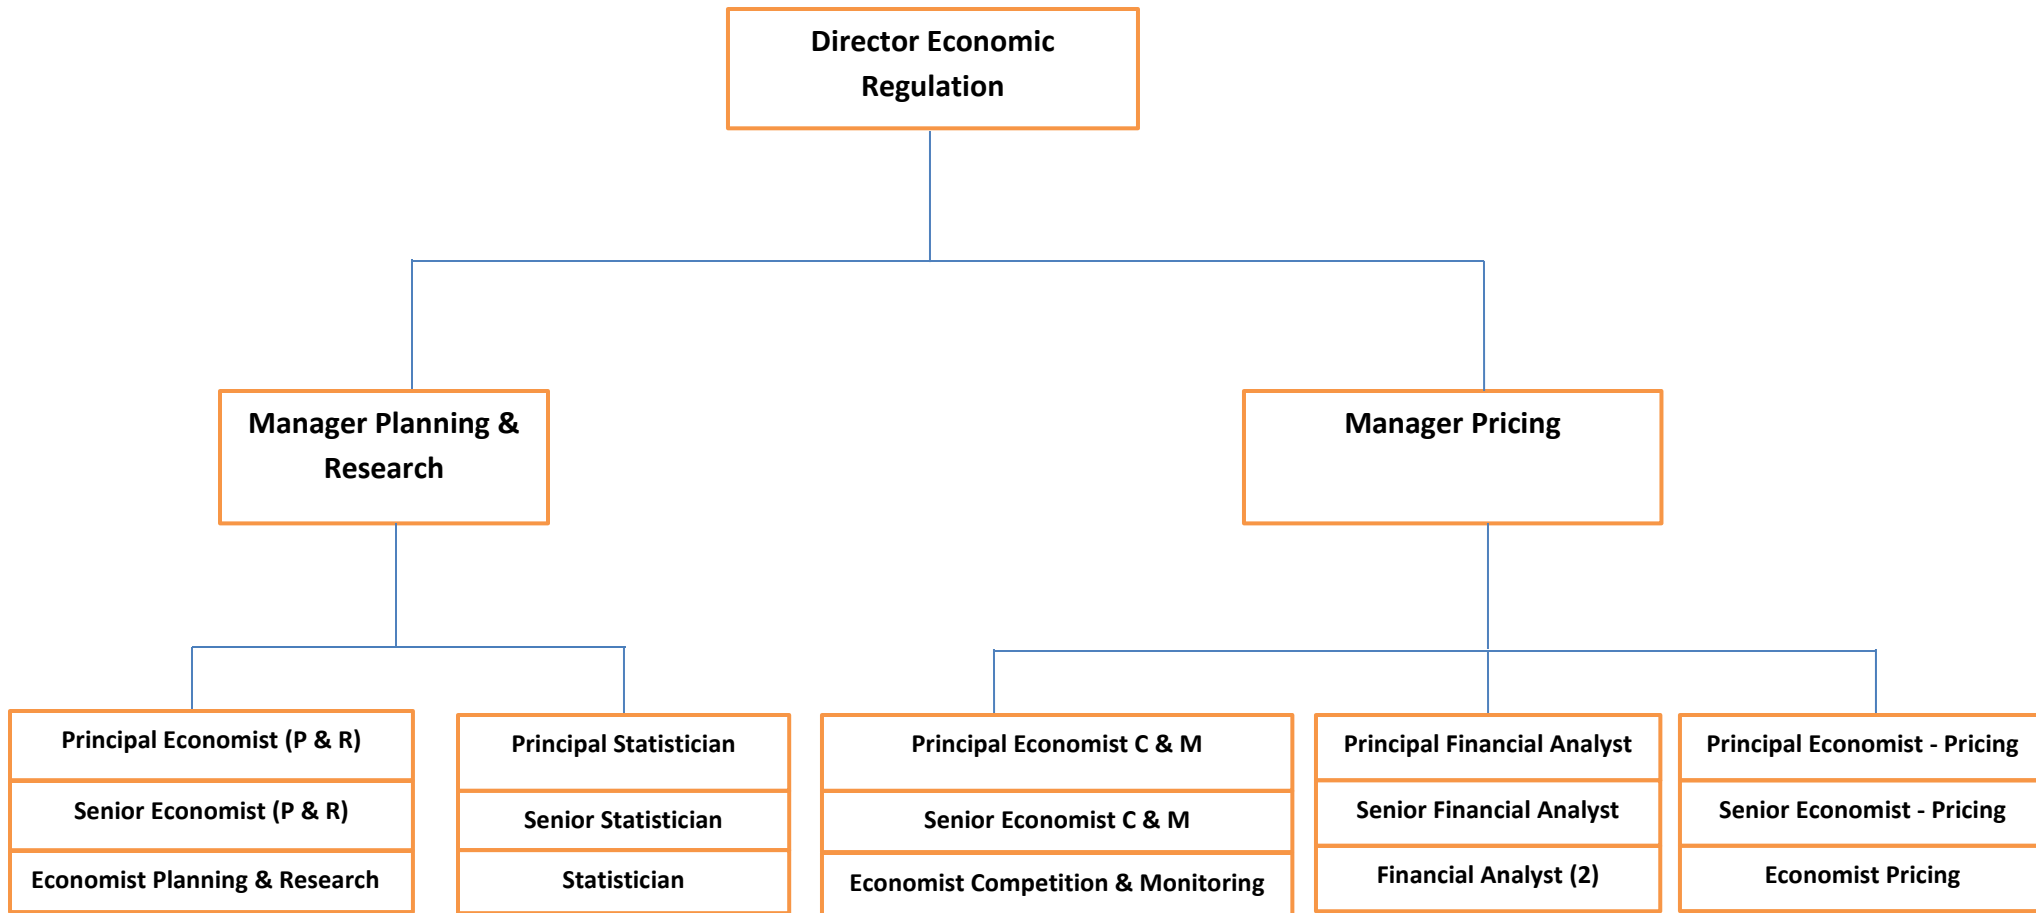 Director Economic
Regulation
Manager Planning &
Research
Manager Pricing
Principal Economist (P & R)
Senior Economist (P & R)
Economist Planning & Research
Principal Statistician
Senior Statistician
Statistician
Principal Economist C & M
Senior Economist C & M
Economist Competition & Monitoring
Principal Financial Analyst
Senior Financial Analyst
Financial Analyst (2)
Principal Economist - Pricing
Senior Economist - Pricing
Economist Pricing